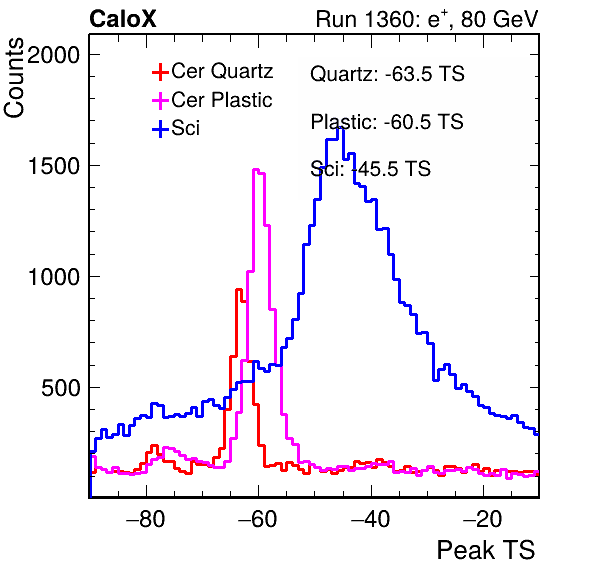 CaloX
Run 1360: e+, 80 GeV
Counts
2000
1500
1000
500
Cer Quartz
Cer Plastic
Sci
Quartz: -63.5 TS
Plastic: -60.5 TS
Sci: -45.5 TS
−80
−60
−40
−20
Peak TS